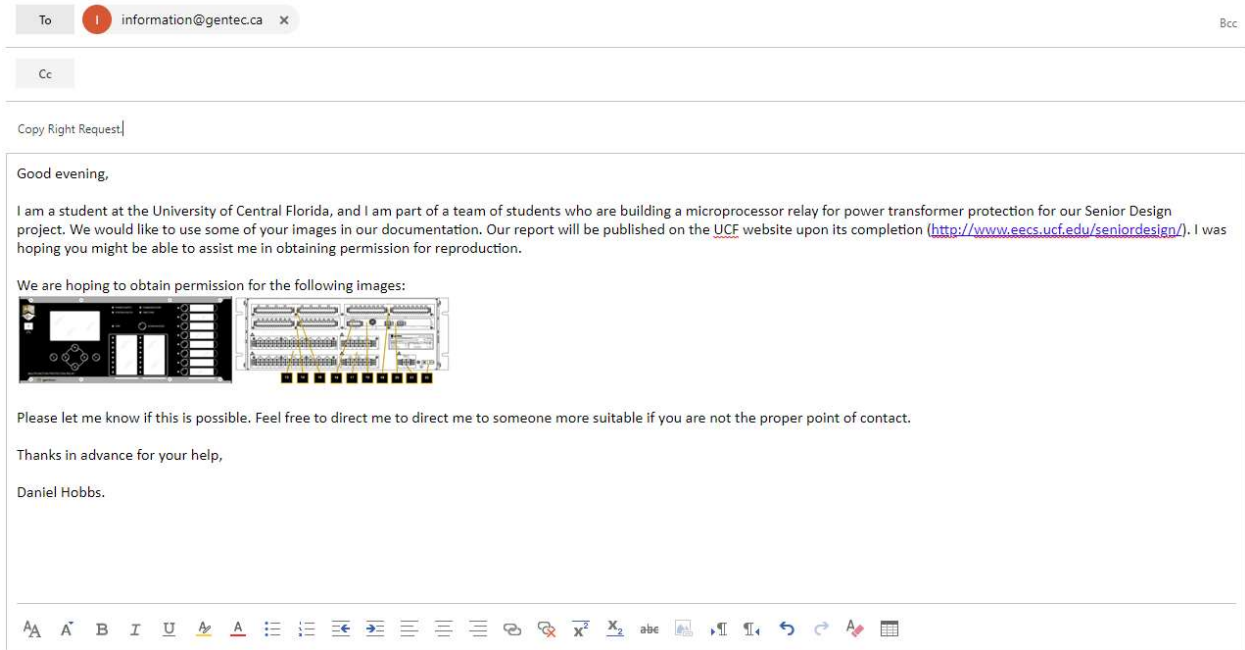 To I information@gentec.ca x Bcc
Cc
Copy Right Request.
Good evening,
I am a student at the University of Central Florida, and I am part of a team of students who are building a microprocessor relay for power transformer protection for our Senior Design
project. We would like to use some of your images in our documentation. Our report will be published on the UCF website upon its completion (http://www.eecs.ucf.edu/seniordesign/). I was
hoping you might be able to assist me in obtaining permission for reproduction.
We are hoping to obtain permission for the following images:
Please let me know if this is possible. Feel free to direct me to direct me to someone more suitable if you are not the proper point of contact.
Thanks in advance for your help,
Daniel Hobbs.